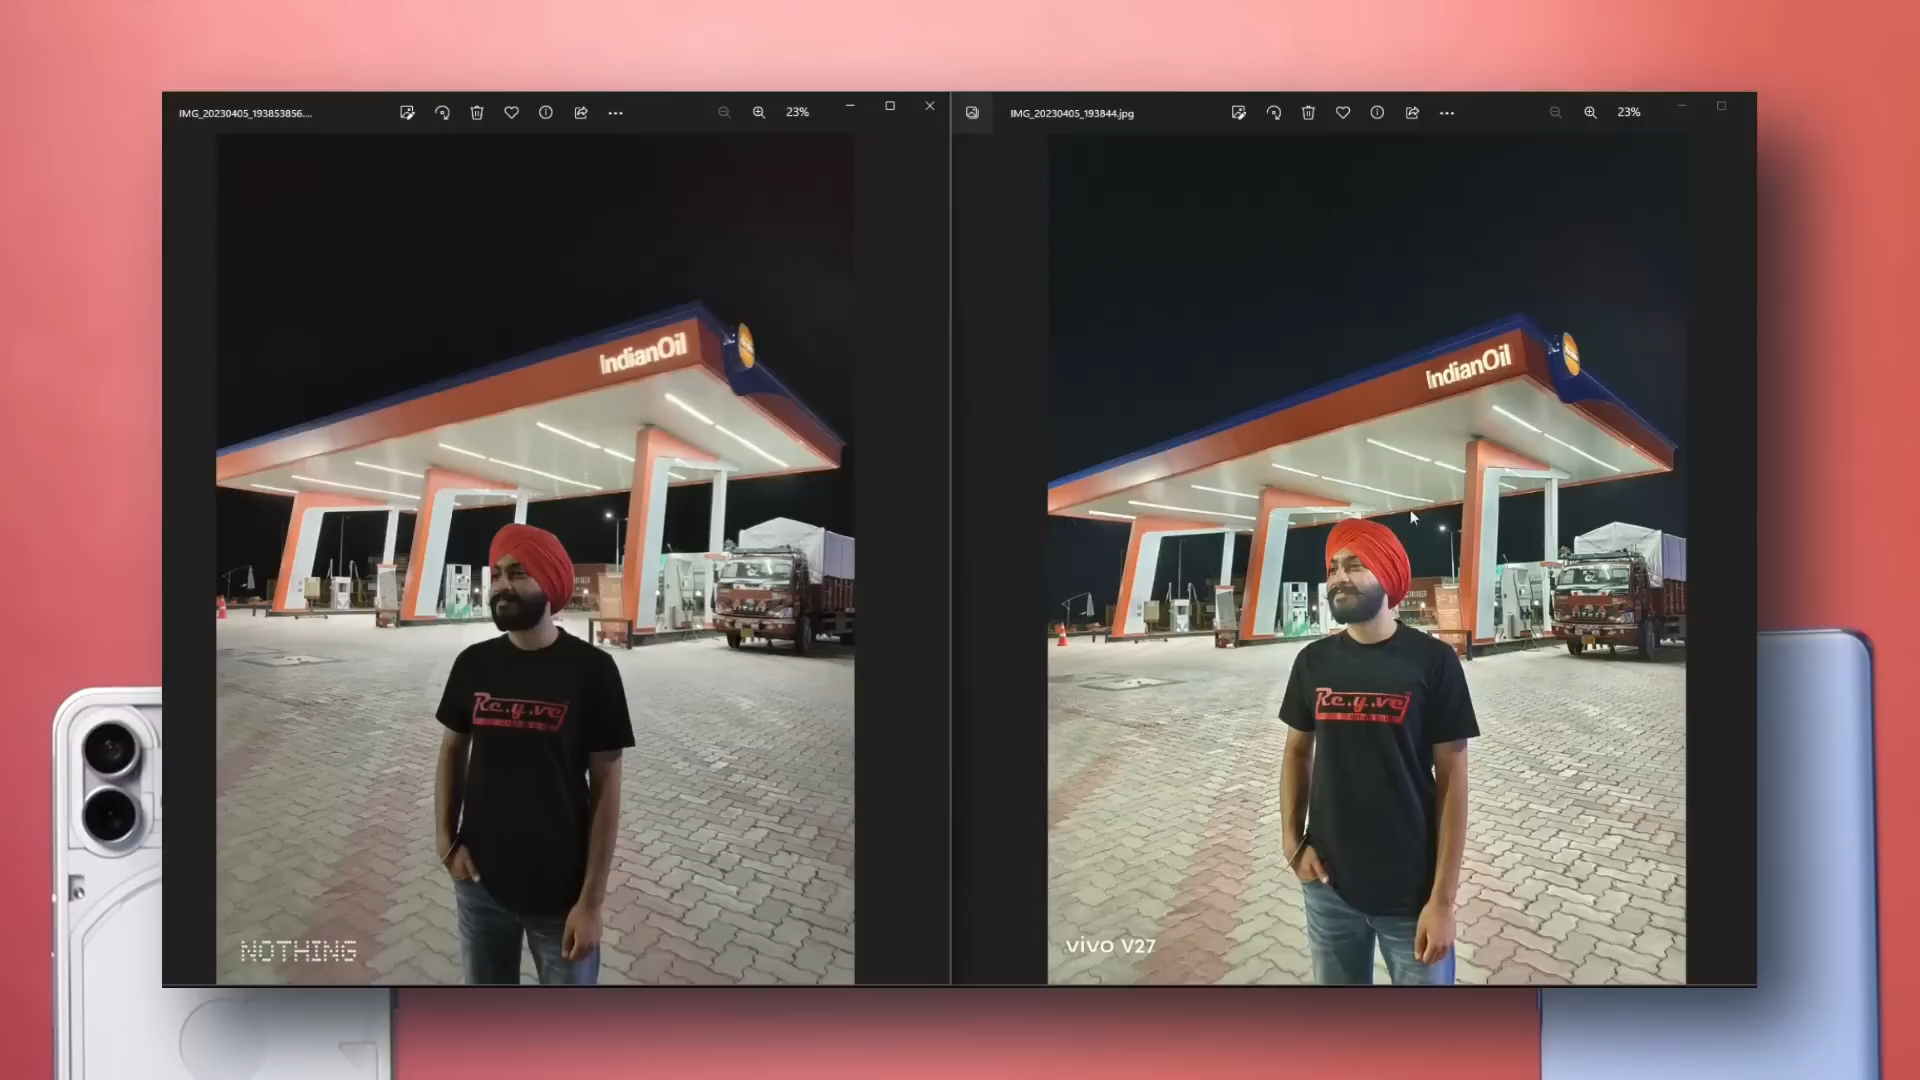 IMG_20230405_193853856....
23%
IMG_20230405_193844.jpg
23%
IndianOil
IndianOil
Re.y.ve
Re.y.ve
NOTHING
vivo V27